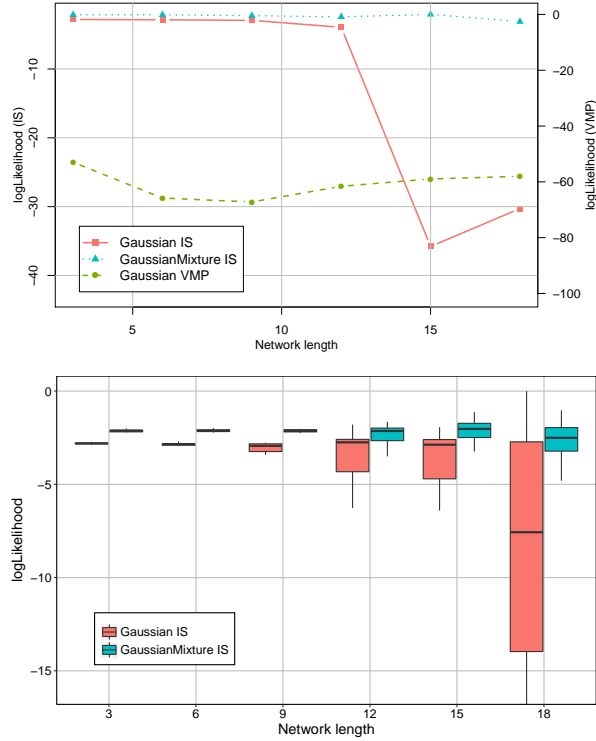 logLikelihood (IS)
−10
−20
−30
−40
0
−20
−40
−60
−80
−100
logLikelihood (VMP)
Gaussian IS
GaussianMixture IS
Gaussian VMP
5
10
15
Network length
logLikelihood
0
−5
−10
−15
Gaussian IS
GaussianMixture IS
3
6
9
12
15
18
Network length